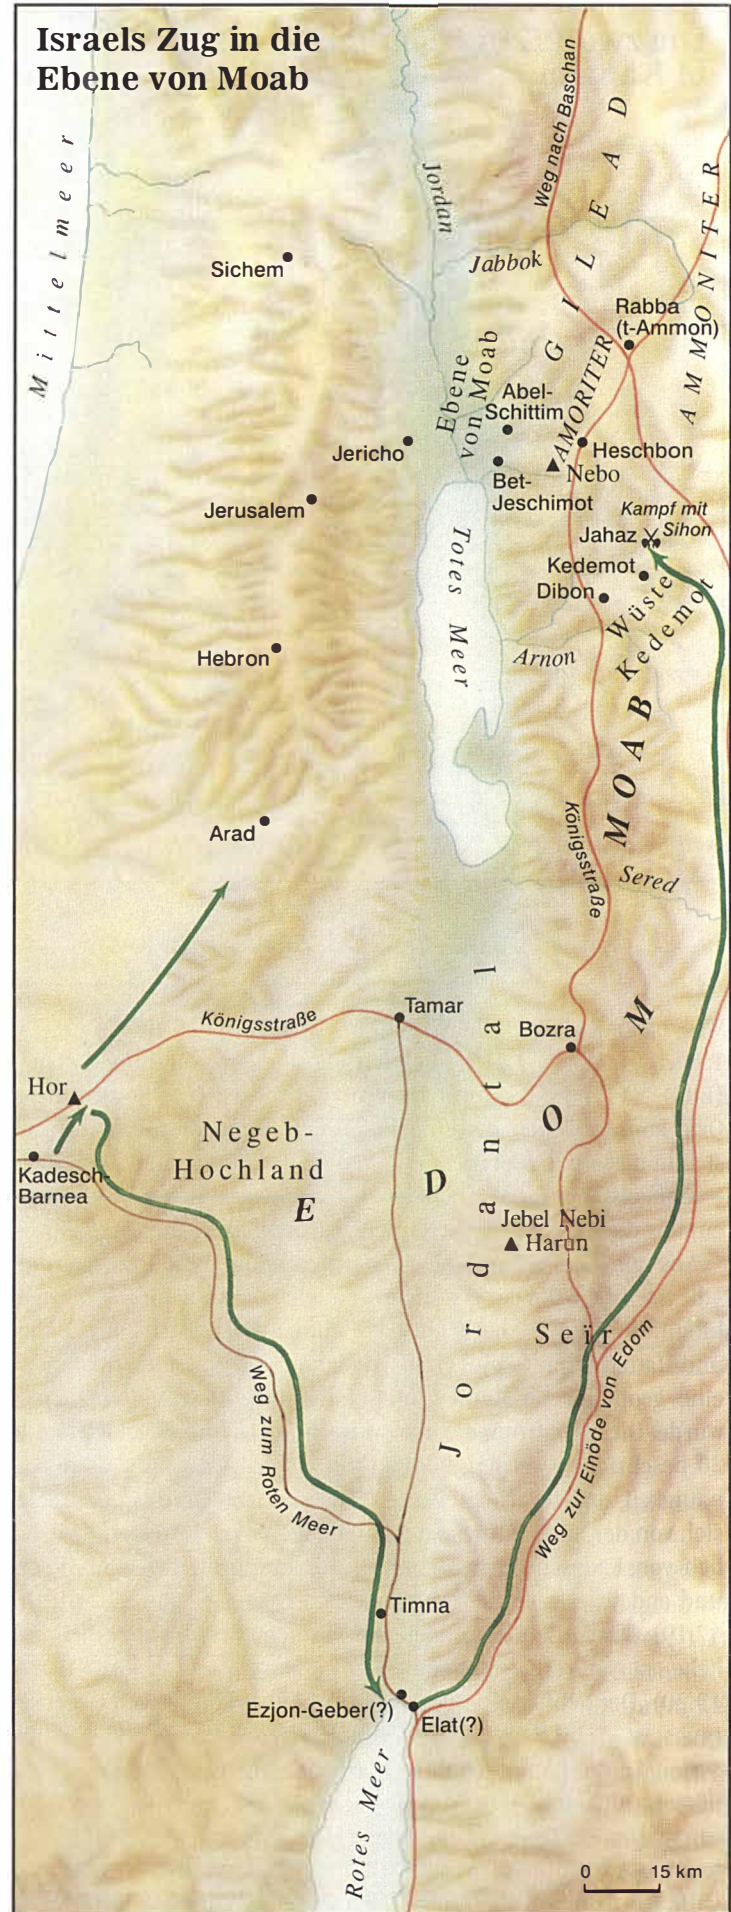 Israels Zug in die
Ebene von Moab
Mittelmeer
Jordan
Weg nach Baschan
GILEAD
AMMONITER
Sichem
Jabbok
Rabba
(t-Ammon)
Ebene
von Moab
AMORITER
Abel-
Schittim
Jericho
Heschbon
Nebo
Bet-
Jeschimot
Jerusalem
Kampf mit
Sihon
Jahaz
Totes Meer
Kedemot
Dibon
Wüste
Kedemot
Hebron
Arnon
MOAB
Arad
Königsstraße
Sered
Königsstraße
Tamar
Bozra
Hor
Negeb-
Hochland
Kadesch-
Barnea
EDOM
Jordantal
Jebel Nebi
Harun
Seïr
Weg zum Roten Meer
Weg zur Einöde von Edom
Timna
Ezjon-Geber(?)
Elat(?)
Rotes Meer
0 15 km